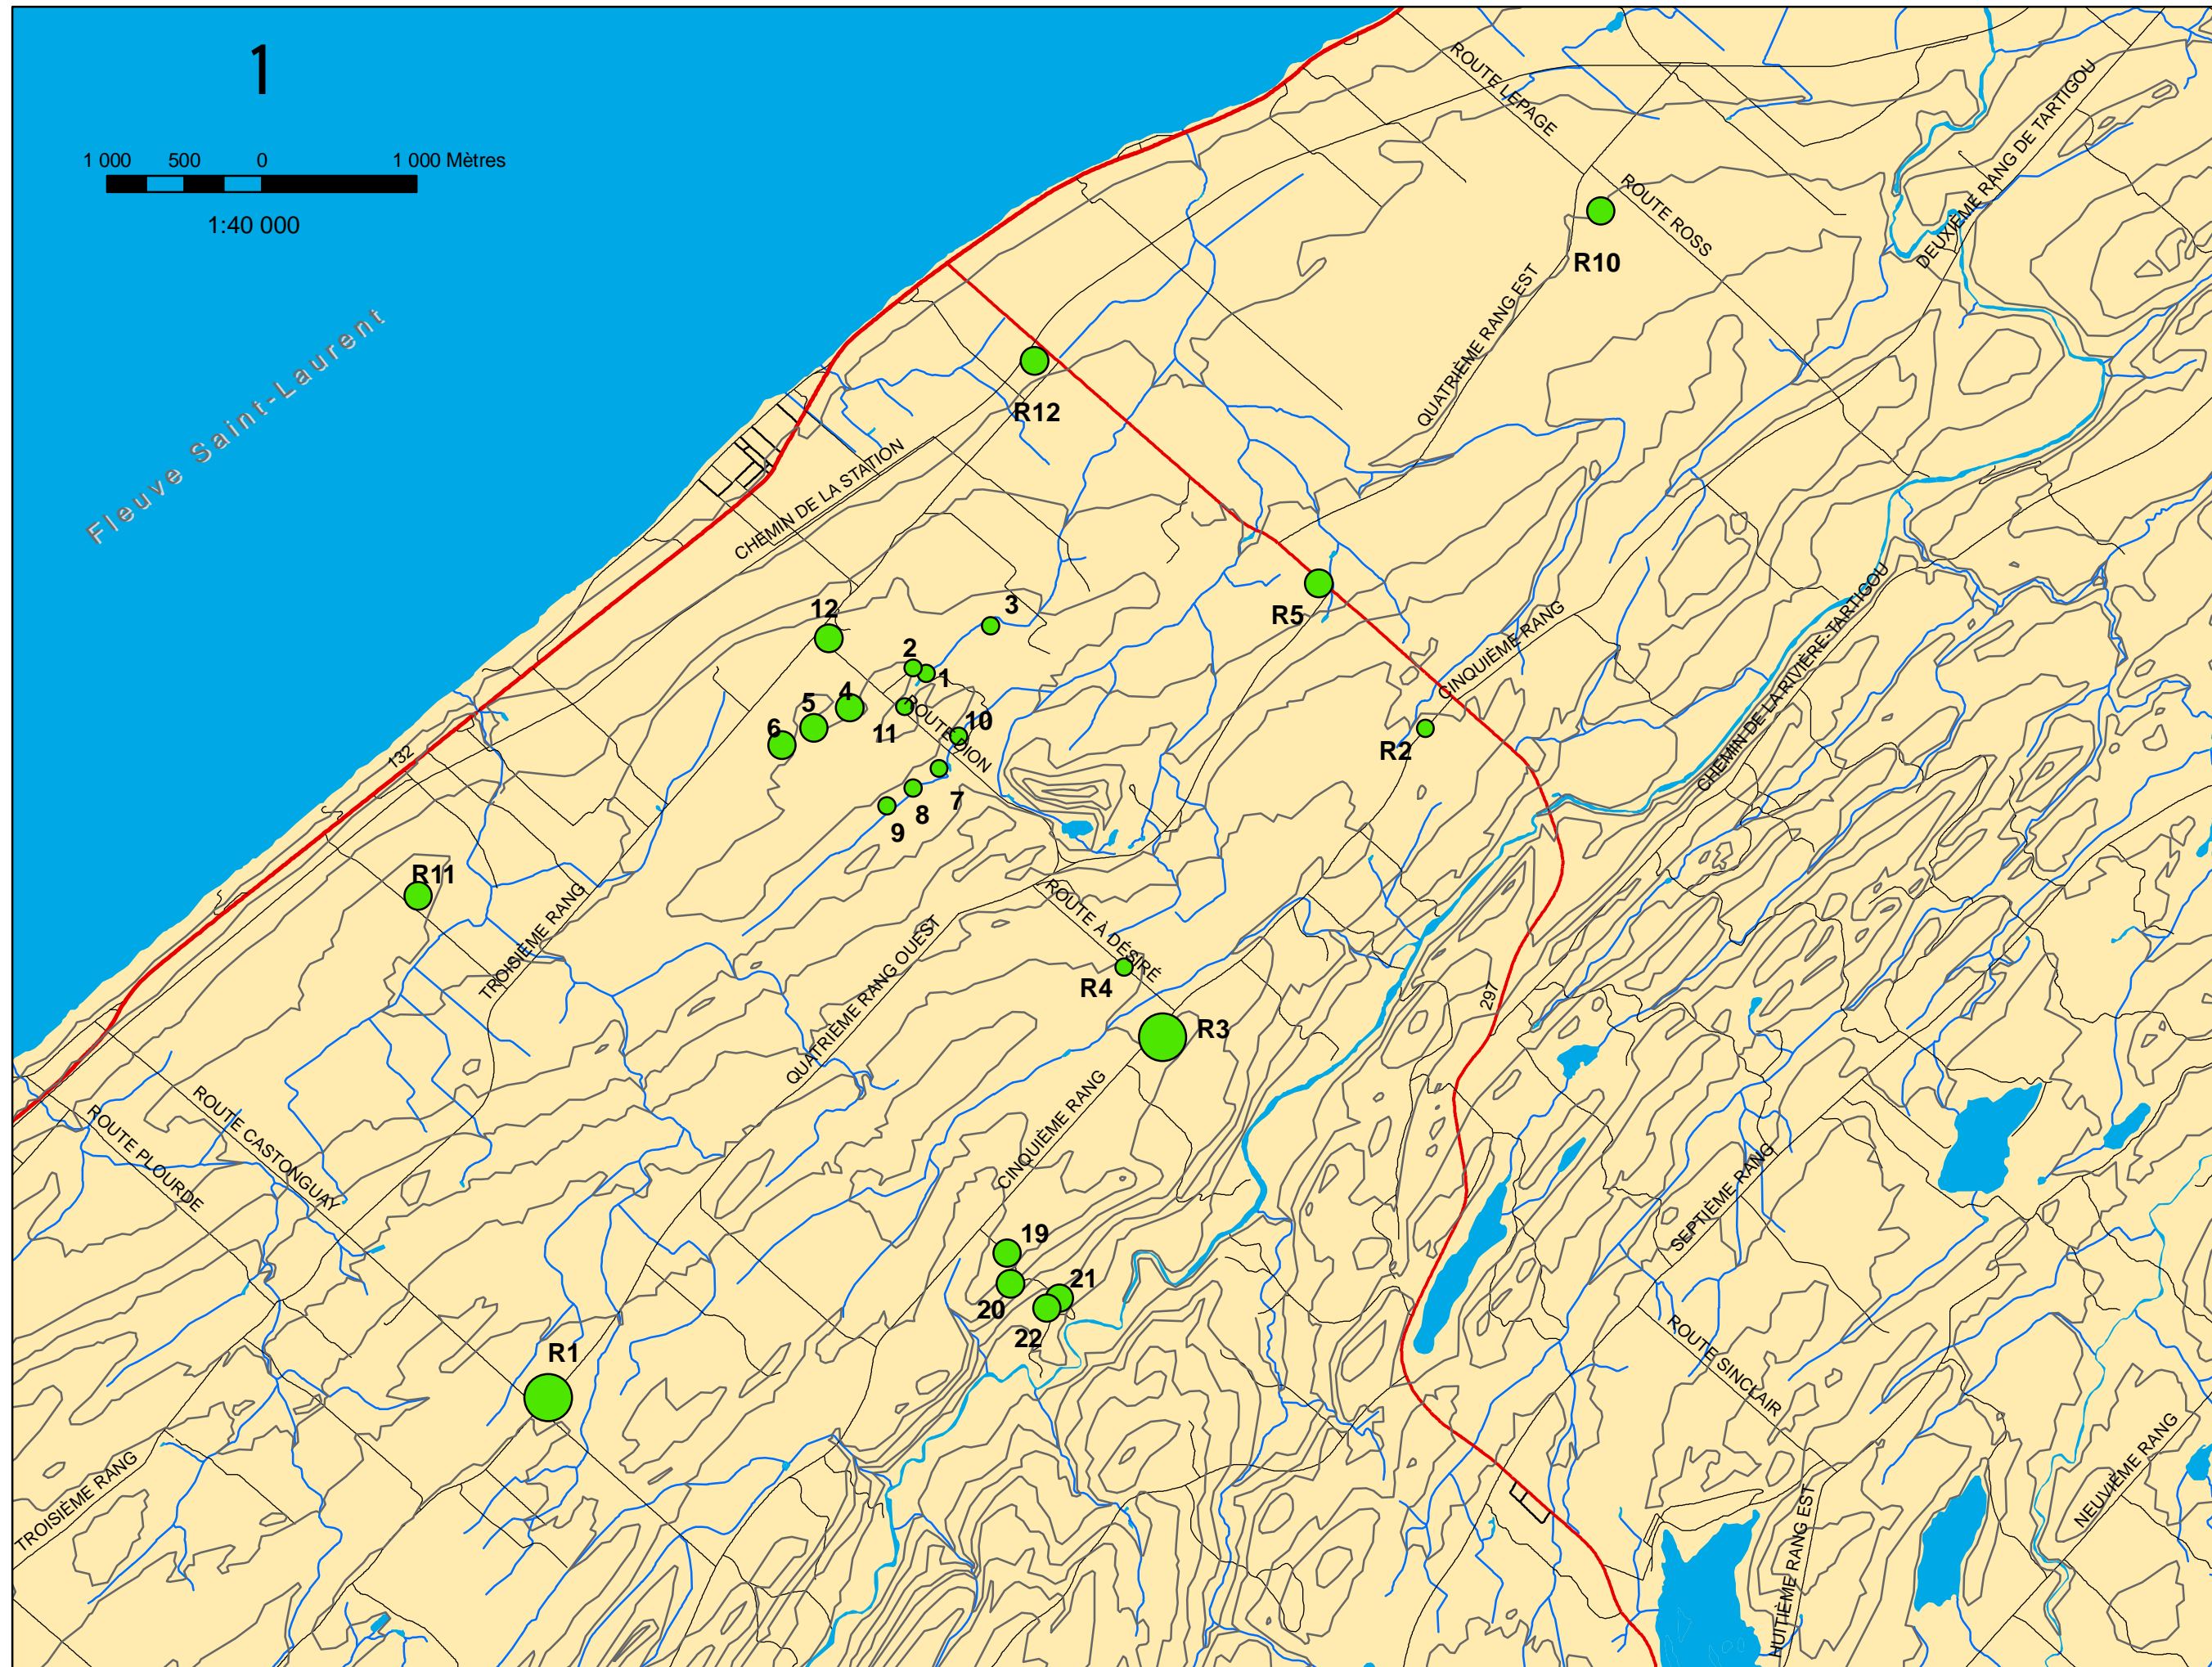 1
1 000 500 0 1 000 Mètres
1:40 000
Fleuve Saint-Laurent
ROUTE LEPAGE
DEUXIÈME RANG DE TARTIGOU
ROUTE ROSS
R10
QUATRIÈME RANG EST
R12
CHEMIN DE LA STATION
R5
12
3
2
1
CINQUIÈME RANG
CHEMIN DE LA RIVIÈRE-TARTIGOU
4
5
6
11
ROUTE DION
10
R2
132
7
8
9
R11
TROISIÈME RANG
QUATRIÈME RANG OUEST
ROUTE À DÉSIRÉ
R4
297
R3
ROUTE CASTONGUAY
ROUTE PLOURDE
CINQUIÈME RANG
SEPTIÈME RANG
19
20
21
22
R1
ROUTE SINCLAIR
TROISIÈME RANG
HUITIÈME RANG EST
NEUVIÈME RANG